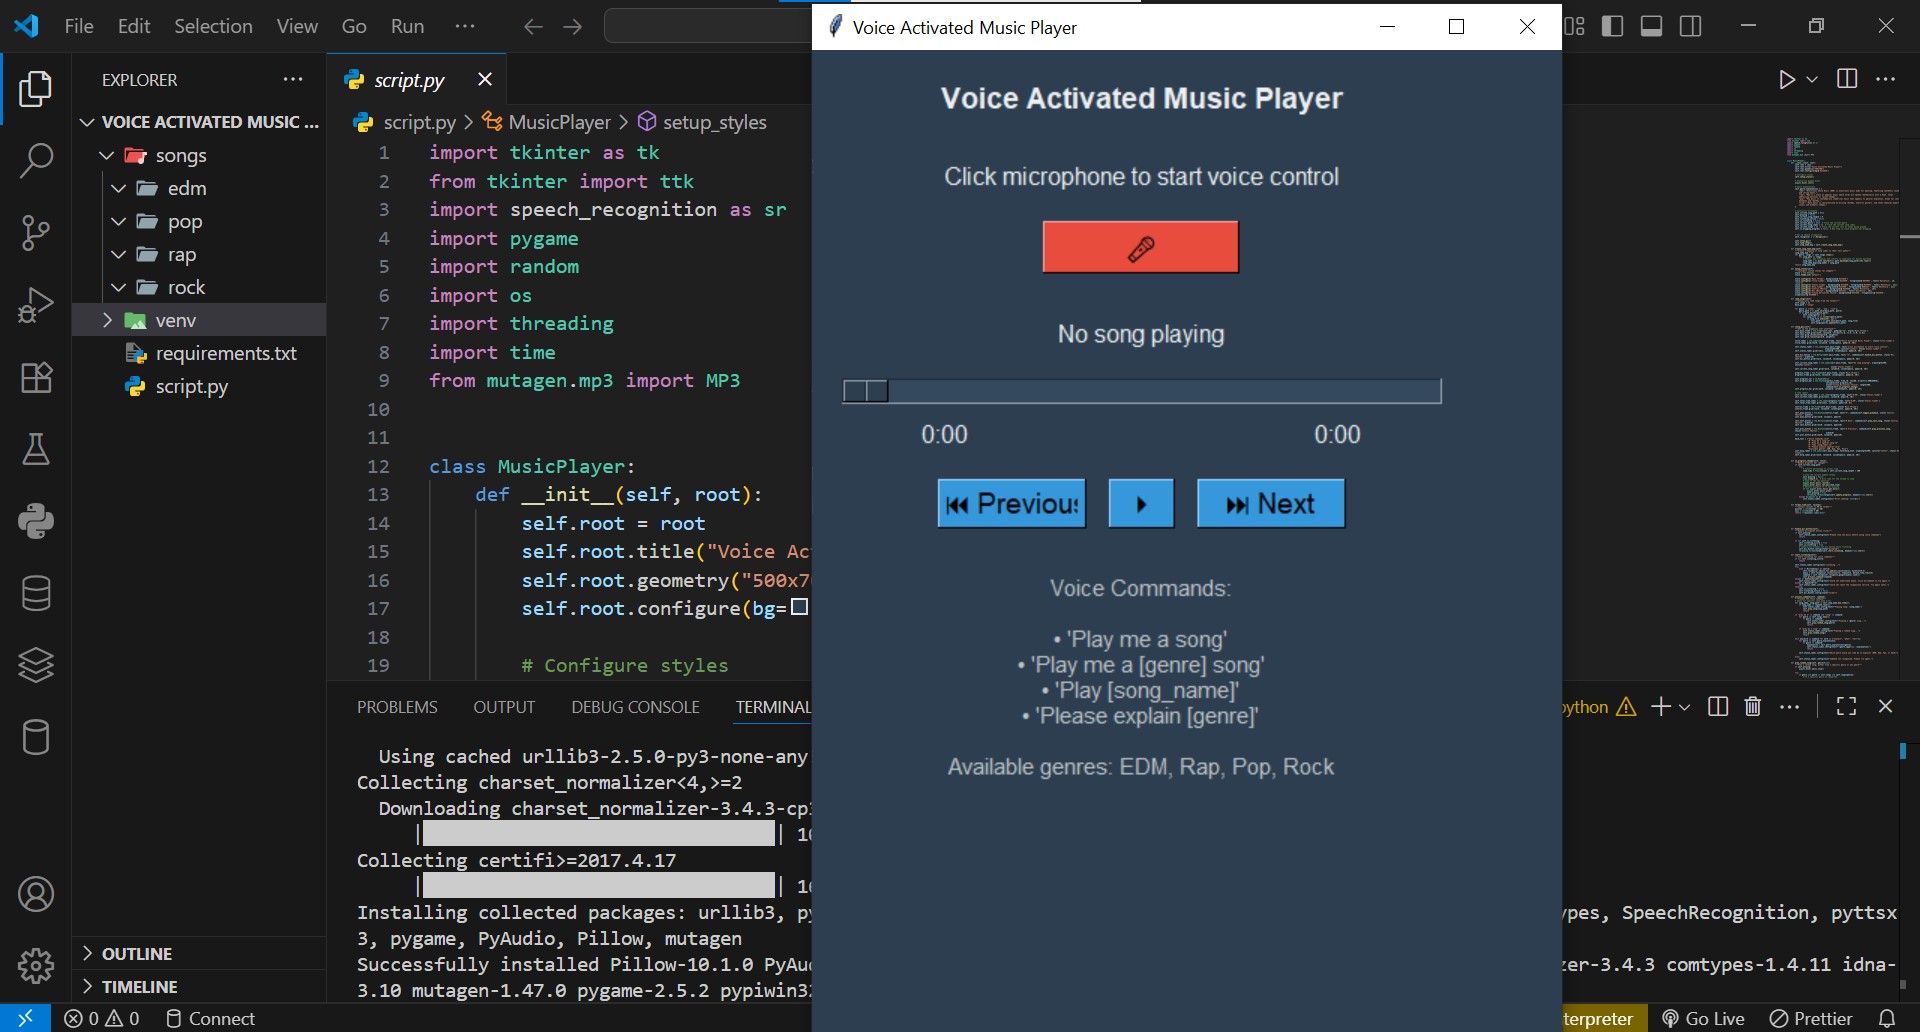 File Edit Selection View Go Run ···
Voice Activated Music Player
EXPLORER ···
VOICE ACTIVATED MUSIC ...
songs
edm
pop
rap
rock
venv
requirements.txt
script.py
OUTLINE
TIMELINE
script.py
script.py > MusicPlayer > setup_styles
1 import tkinter as tk
2 from tkinter import ttk
3 import speech_recognition as sr
4 import pygame
5 import random
6 import os
7 import threading
8 import time
9 from mutagen.mp3 import MP3
10
11
12 class MusicPlayer:
13 def __init__(self, root):
14 self.root = root
15 self.root.title("Voice Ac
16 self.root.geometry("500x7
17 self.root.configure(bg=
18
19 # Configure styles
PROBLEMS OUTPUT DEBUG CONSOLE TERMINAL
python
Using cached urllib3-2.5.0-py3-none-any
Collecting charset_normalizer<4,>=2
Downloading charset_normalizer-3.4.3-cp
| | 10
Collecting certifi>=2017.4.17
| | 10
Installing collected packages: urllib3, py ypes, SpeechRecognition, pyttsx
3, pygame, PyAudio, Pillow, mutagen
Successfully installed Pillow-10.1.0 PyAu zer-3.4.3 comtypes-1.4.11 idna-
3.10 mutagen-1.47.0 pygame-2.5.2 pypiwin32
Voice Activated Music Player
Click microphone to start voice control
No song playing
0:00 0:00
Previous Next
Voice Commands:
• 'Play me a song'
• 'Play me a [genre] song'
• 'Play [song_name]'
• 'Please explain [genre]'
Available genres: EDM, Rap, Pop, Rock
0 0 Connect terpreter Go Live Prettier